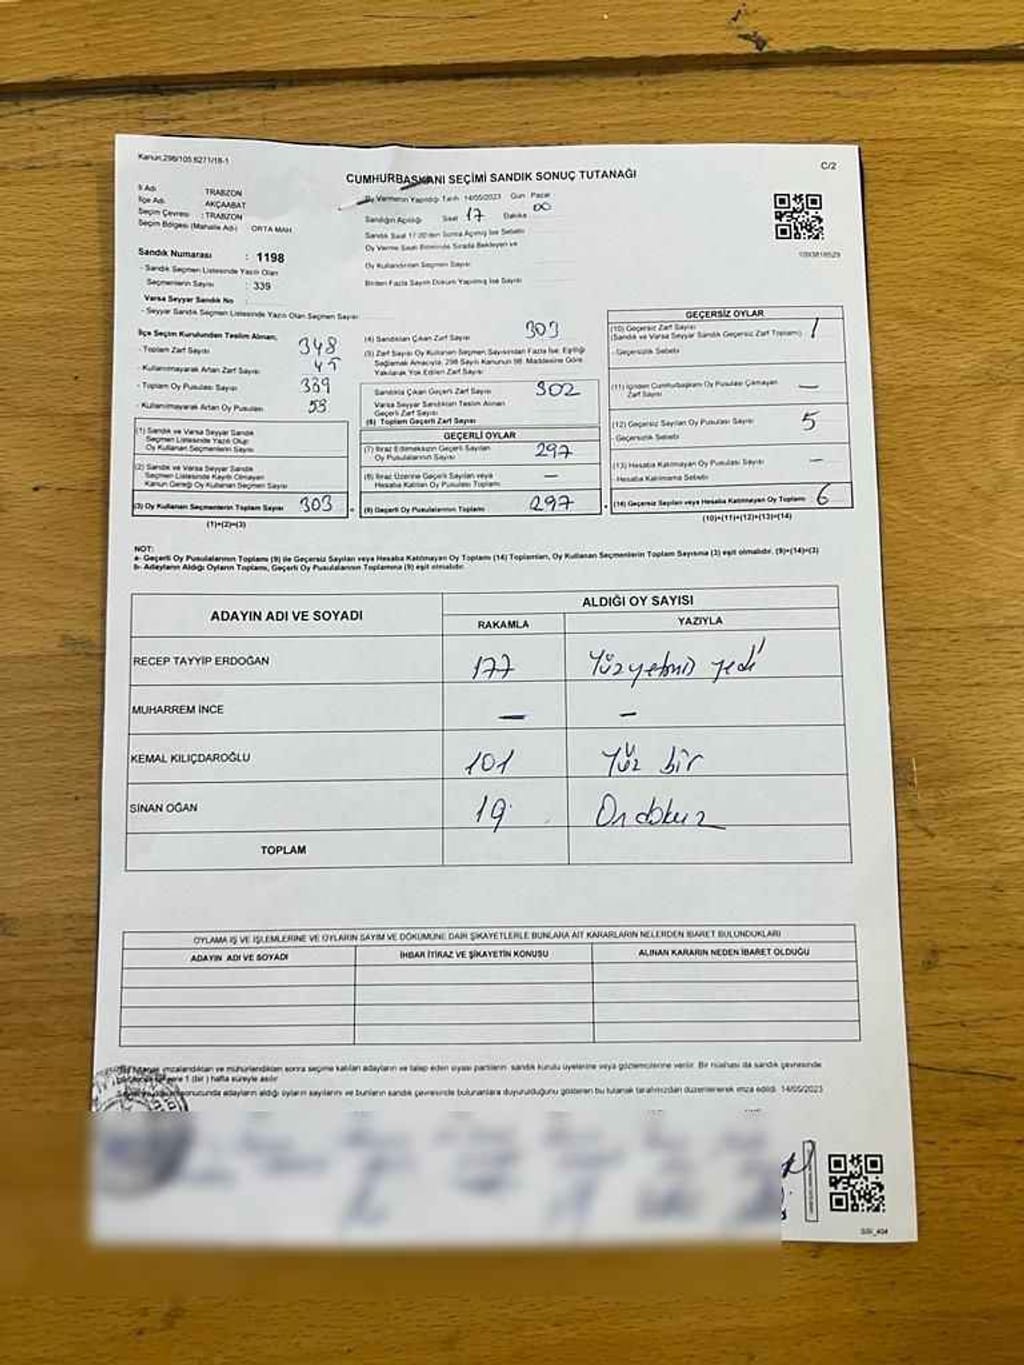 Kanun:298/105.6271/18-1
C/2
CUMHURBAŞKANI SEÇİMİ SANDIK SONUÇ TUTANAĞI
İl Adı TRABZON
İlçe Adı AKÇAABAT
Seçim Çevresi : TRABZON
Seçim Bölgesi (Mahalle Adı) ORTA MAH
Oy Vermenin Yapıldığı Tarih 14/05/2023 Gün Pazar
Sandığın Açılışı Saat 17 Dakika 00
Sandık Saat 17:00'den Sonra Açılmış İse Sebebi
Oy Verme Saati Bitiminde Sırada Bekleyen ve
Oy Kullandırılan Seçmen Sayısı
Birden Fazla Sayım Döküm Yapılmış İse Sayısı
Sandık Numarası : 1198
- Sandık Seçmen Listesinde Yazılı Olan
Seçmenlerin Sayısı : 339
Varsa Seyyar Sandık No
- Seyyar Sandık Seçmen Listesinde Yazılı Olan Seçmen Sayısı
İlçe Seçim Kurulundan Teslim Alınan;
- Toplam Zarf Sayısı 348
- Kullanılmayarak Artan Zarf Sayısı 45
- Toplam Oy Pusulası Sayısı 339
- Kullanılmayarak Artan Oy Pusulası
(1) Sandık ve Varsa Seyyar Sandık
Seçmen Listesinde Yazılı Olup
Oy Kullanan Seçmenlerin Sayısı
(2) Sandık ve Varsa Seyyar Sandık
Seçmen Listesinde Kayıtlı Olmayan
Kanun Gereği Oy Kullanan Seçmen Sayısı
(3) Oy Kullanan Seçmenlerin Toplam Sayısı 303
(1)+(2)=(3)
(4) Sandıktan Çıkan Zarf Sayısı 303
(5) Zarf Sayısı Oy Kullanan Seçmen Sayısından Fazla İse; Eşitliği
Sağlamak Amacıyla, 298 Sayılı Kanunun 98. Maddesine Göre
Yakılarak Yok Edilen Zarf Sayısı
Sandıkta Çıkan Geçerli Zarf Sayısı 302
Varsa Seyyar Sandıktan Teslim Alınan
Geçerli Zarf Sayısı
(6) Toplam Geçerli Zarf Sayısı
GEÇERLİ OYLAR
(7) İtiraz Edilmeksizin Geçerli Sayılan
Oy Pusulalarının Sayısı 297
(8) İtiraz Üzerine Geçerli Sayılan veya
Hesaba Katılan Oy Pusulası Toplamı —
(9) Geçerli Oy Pusulalarının Toplamı 297
GEÇERSİZ OYLAR
(10) Geçersiz Zarf Sayısı
(Sandık ve Varsa Seyyar Sandık Geçersiz Zarf Toplamı) 1
- Geçersizlik Sebebi
(11) İçinden Cumhurbaşkanı Oy Pusulası Çıkmayan
Zarf Sayısı —
(12) Geçersiz Sayılan Oy Pusulası Sayısı 5
- Geçersizlik Sebebi
(13) Hesaba Katılmayan Oy Pusulası Sayısı —
- Hesaba Katılmama Sebebi
(14) Geçersiz Sayılan veya Hesaba Katılmayan Oy Toplamı 6
(10)+(11)+(12)+(13)=(14)
NOT:
a- Geçerli Oy Pusulalarının Toplamı (9) ile Geçersiz Sayılan veya Hesaba Katılmayan Oy Toplamı (14) Toplamları, Oy Kullanan Seçmenlerin Toplam Sayısına (3) eşit olmalıdır. (9)+(14)=(3)
b- Adayların Aldığı Oyların Toplamı, Geçerli Oy Pusulalarının Toplamına (9) eşit olmalıdır.
ADAYIN ADI VE SOYADI ALDIĞI OY SAYISI
RAKAMLA YAZIYLA
RECEP TAYYİP ERDOĞAN 177 Yüzyetmiş yedi
MUHARREM İNCE — —
KEMAL KILIÇDAROĞLU 101 Yüz bir
SİNAN OĞAN 19 Ondokuz
TOPLAM
OYLAMA İŞ VE İŞLEMLERİNE VE OYLARIN SAYIM VE DÖKÜMÜNE DAİR ŞİKAYETLERLE BUNLARA AİT KARARLARIN NELERDEN İBARET BULUNDUKLARI
ADAYIN ADI VE SOYADI İHBAR İTİRAZ VE ŞİKAYETİN KONUSU ALINAN KARARIN NEDEN İBARET OLDUĞU
imzalandıktan ve mühürlendikten sonra seçime katılan adayların ve talep eden siyasi partilerin sandık kurulu üyelerine veya gözlemcilerine verilir. Bir nüshası da sandık çevresinde
1 (bir) hafta süreyle asılır
sonucunda adayların aldığı oyların sayılarını ve bunların sandık çevresinde bulunanlara duyurulduğunu gösteren bu tutanak tarafımızdan düzenlenerek imza edildi. 14/05/2023